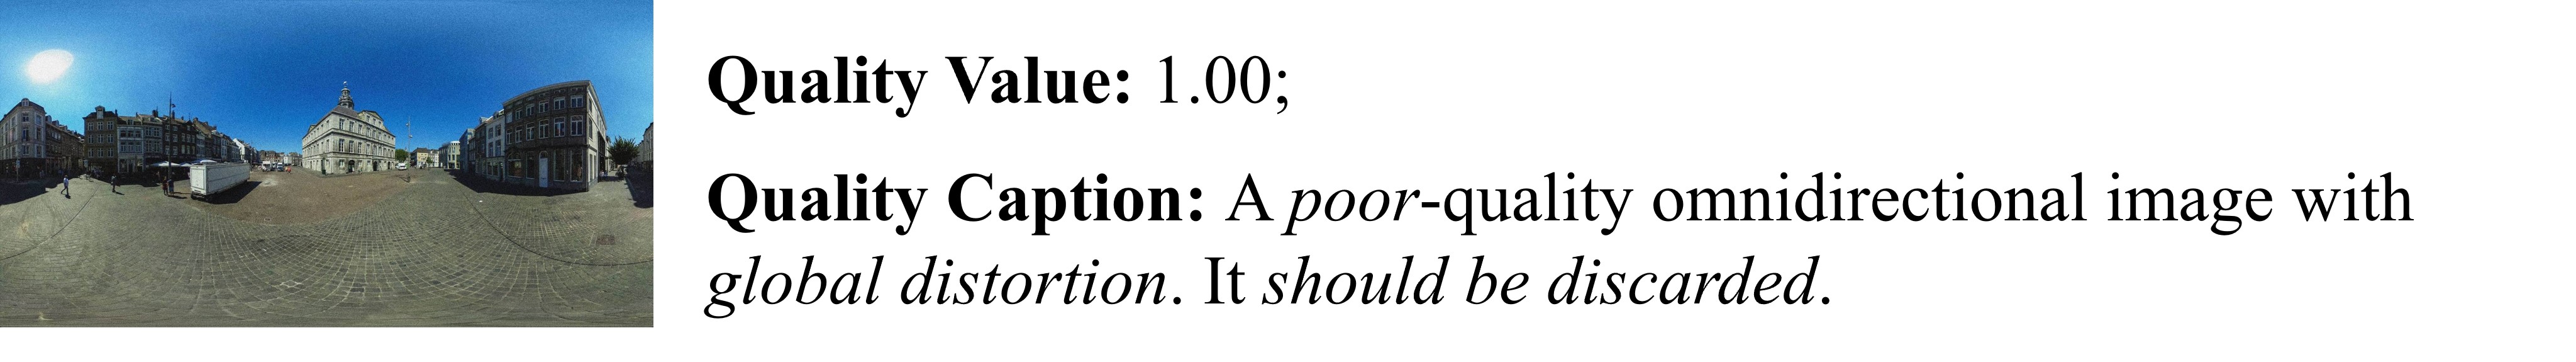 Quality Value: 1.00;
Quality Caption: A poor-quality omnidirectional image with
global distortion. It should be discarded.